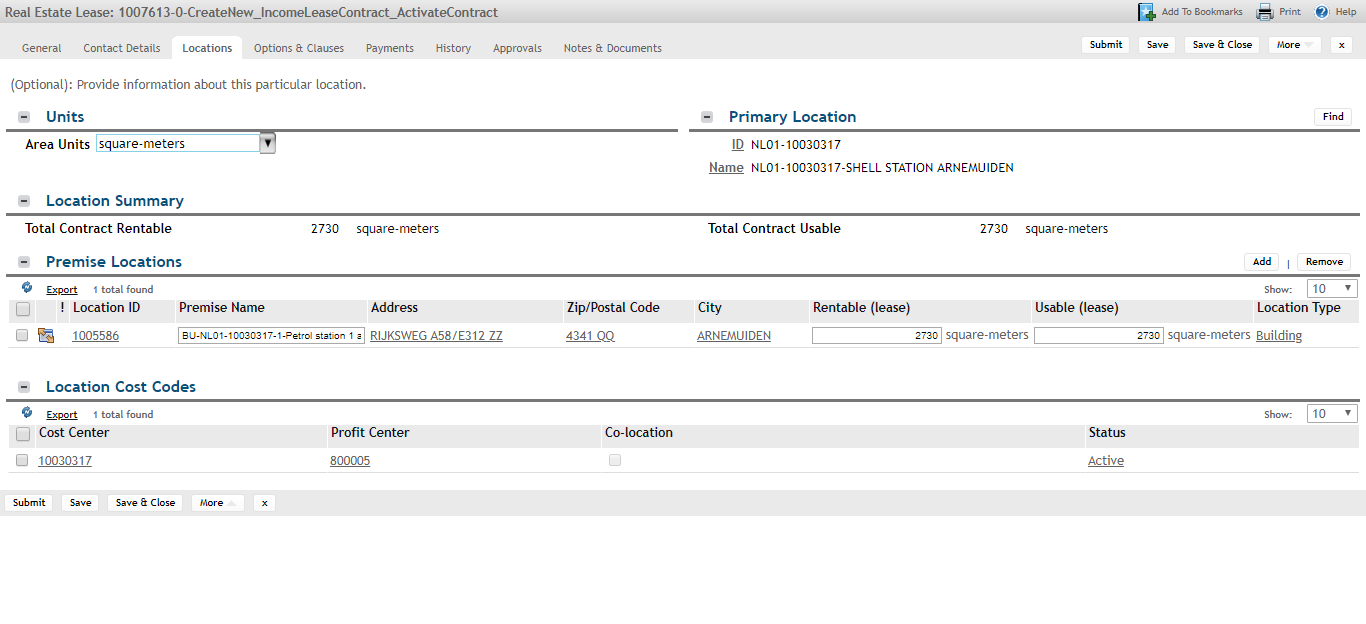 Real Estate Lease: 1007613-0-CreateNew_IncomeLeaseContract_ActivateContract Add To Bookmarks Print ? Help
General Contact Details Locations Options & Clauses Payments History Approvals Notes & Documents Submit Save Save & Close More x
(Optional): Provide information about this particular location.
Units Primary Location Find
Area Units square-meters ID NL01-10030317
Name NL01-10030317-SHELL STATION ARNEMUIDEN
Location Summary
Total Contract Rentable 2730 square-meters Total Contract Usable 2730 square-meters
Premise Locations Add | Remove
Export 1 total found Show: 10
! Location ID Premise Name Address Zip/Postal Code City Rentable (lease) Usable (lease) Location Type
1005586 BU-NL01-10030317-1-Petrol station 1 a RIJKSWEG A58/E312 ZZ 4341 QQ ARNEMUIDEN 2730 square-meters 2730 square-meters Building
Location Cost Codes
Export 1 total found Show: 10
Cost Center Profit Center Co-location Status
10030317 800005 Active
Submit Save Save & Close More x